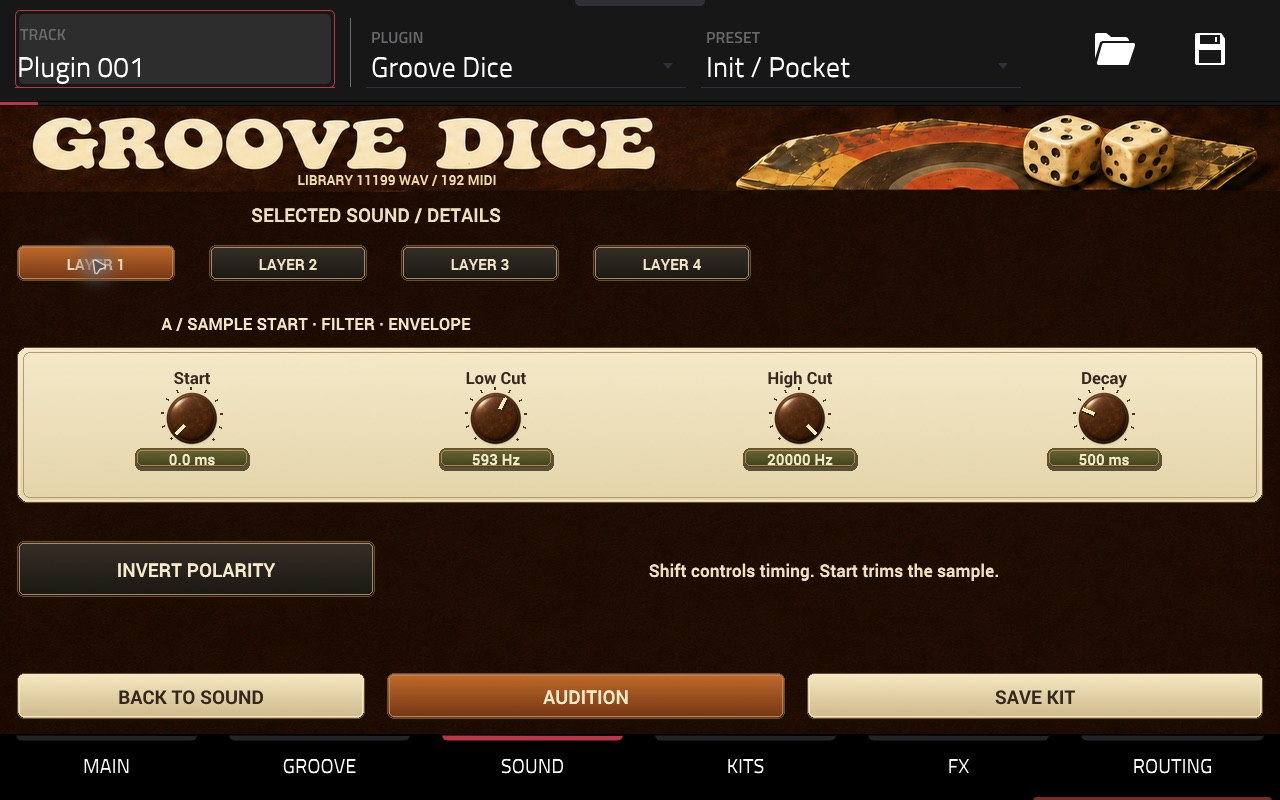 TRACK
Plugin 001
PLUGIN
Groove Dice
PRESET
Init / Pocket
GROOVE DICE
LIBRARY 11199 WAV / 192 MIDI
SELECTED SOUND / DETAILS
LAYER 1
LAYER 2
LAYER 3
LAYER 4
A / SAMPLE START · FILTER · ENVELOPE
Start
Low Cut
High Cut
Decay
0.0 ms
593 Hz
20000 Hz
500 ms
INVERT POLARITY
Shift controls timing. Start trims the sample.
BACK TO SOUND
AUDITION
SAVE KIT
MAIN
GROOVE
SOUND
KITS
FX
ROUTING